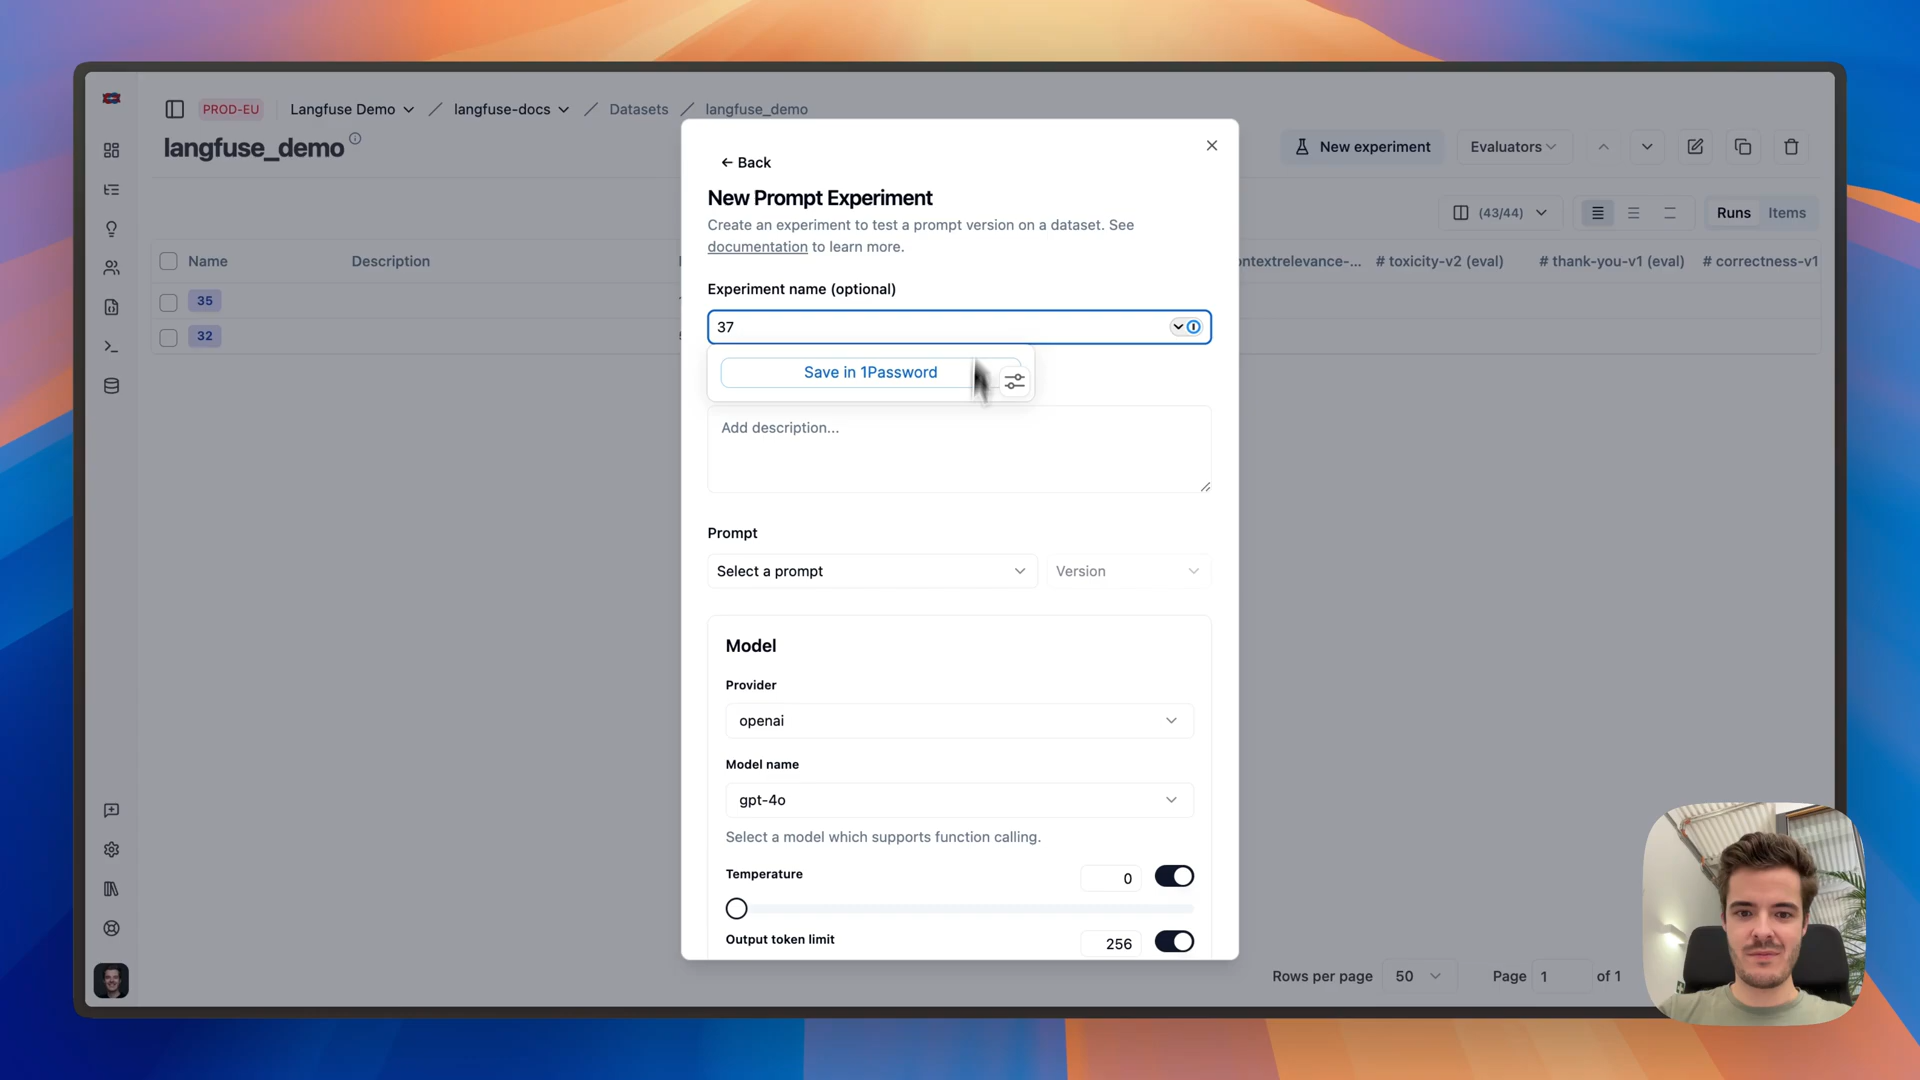 PROD-EU
Langfuse Demo
langfuse-docs
Datasets
langfuse_demo
langfuse_demo
New experiment
Evaluators
(43/44)
Runs
Items
Name
Description
ontextrelevance-...
# toxicity-v2 (eval)
# thank-you-v1 (eval)
# correctness-v1
35
32
Back
New Prompt Experiment
Create an experiment to test a prompt version on a dataset. See
documentation to learn more.
Experiment name (optional)
37
Save in 1Password
Add description...
Prompt
Select a prompt
Version
Model
Provider
openai
Model name
gpt-4o
Select a model which supports function calling.
Temperature
0
Output token limit
256
Rows per page
50
Page
1
of 1